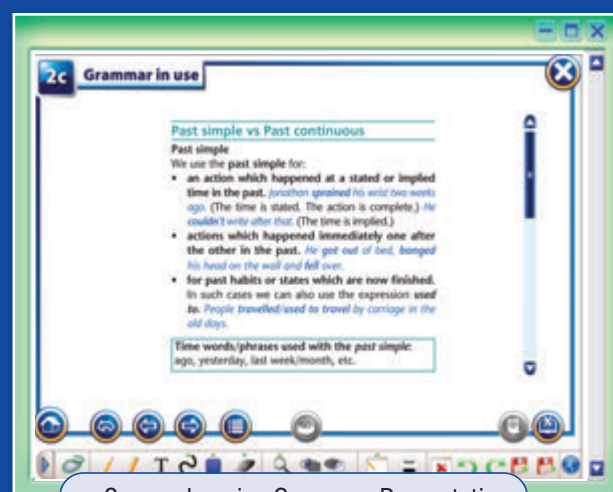 2c Grammar in use
Past simple vs Past continuous
Past simple
We use the past simple for:
• an action which happened at a stated or implied
time in the past. Jonathan sprained his wrist two weeks
ago. (The time is stated. The action is complete.) He
couldn't write after that. (The time is implied.)
• actions which happened immediately one after
the other in the past. He got out of bed, banged
his head on the wall and fell over.
• for past habits or states which are now finished.
In such cases we can also use the expression used
to. People travelled/used to travel by carriage in the
old days.
Time words/phrases used with the past simple:
ago, yesterday, last week/month, etc.
T